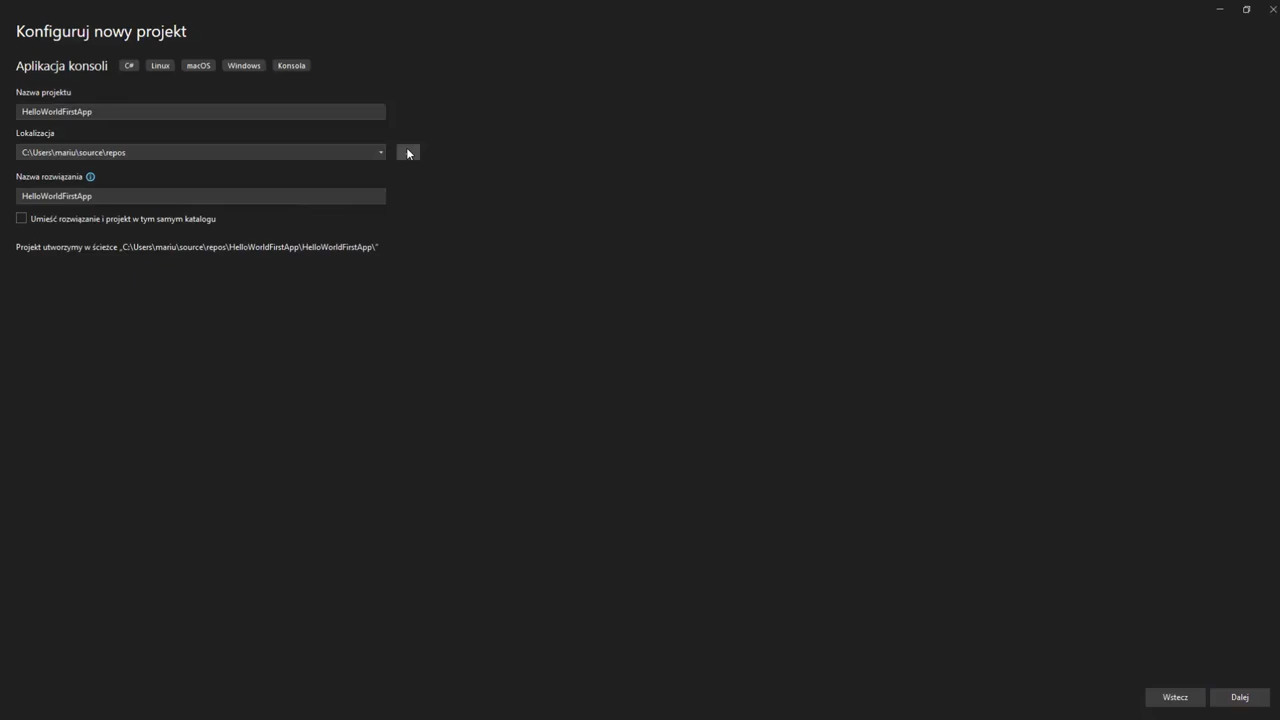 Konfiguruj nowy projekt
Aplikacja konsoli C# Linux macOS Windows Konsola
Nazwa projektu
HelloWorldFirstApp
Lokalizacja
C:\Users\mariu\source\repos
Nazwa rozwiązania
HelloWorldFirstApp
Umieść rozwiązanie i projekt w tym samym katalogu
Projekt utworzymy w ścieżce „C:\Users\mariu\source\repos\HelloWorldFirstApp\HelloWorldFirstApp\”
Wstecz Dalej